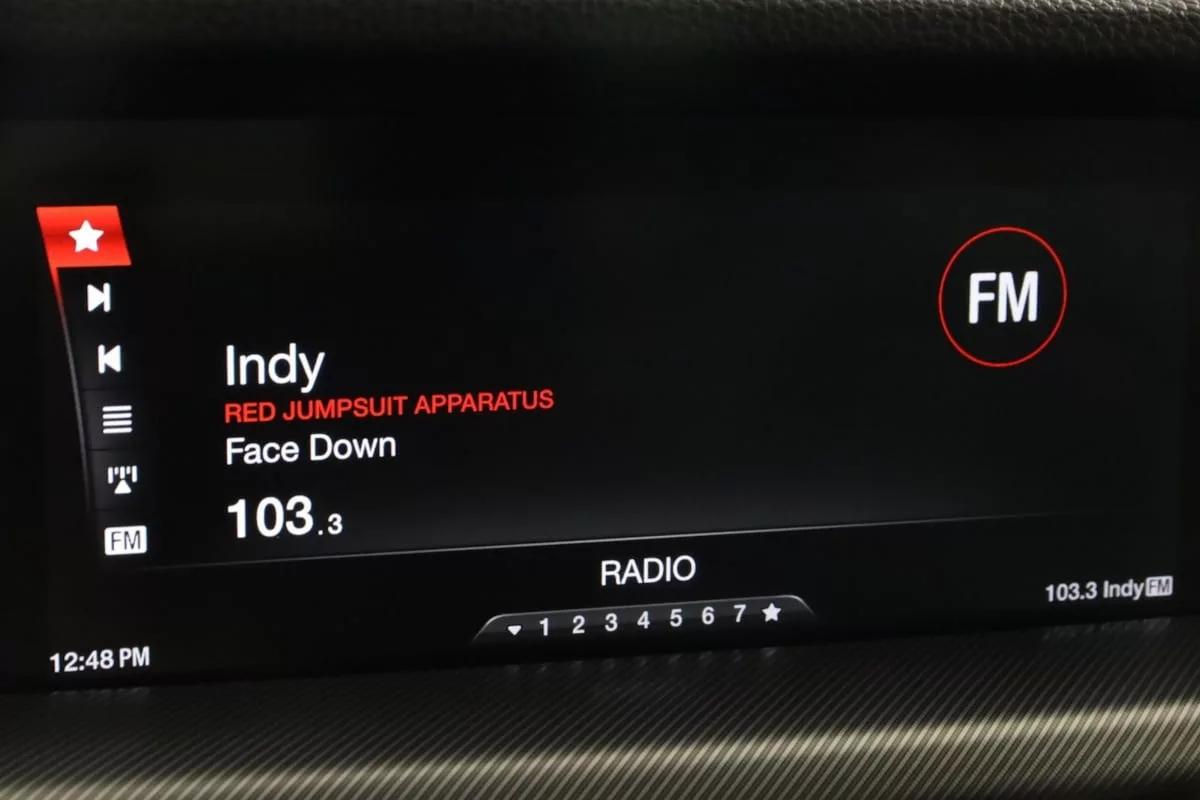 FM
Indy
RED JUMPSUIT APPARATUS
Face Down
103.3
FM
RADIO
103.3 Indy FM
1 2 3 4 5 6 7
12:48 PM